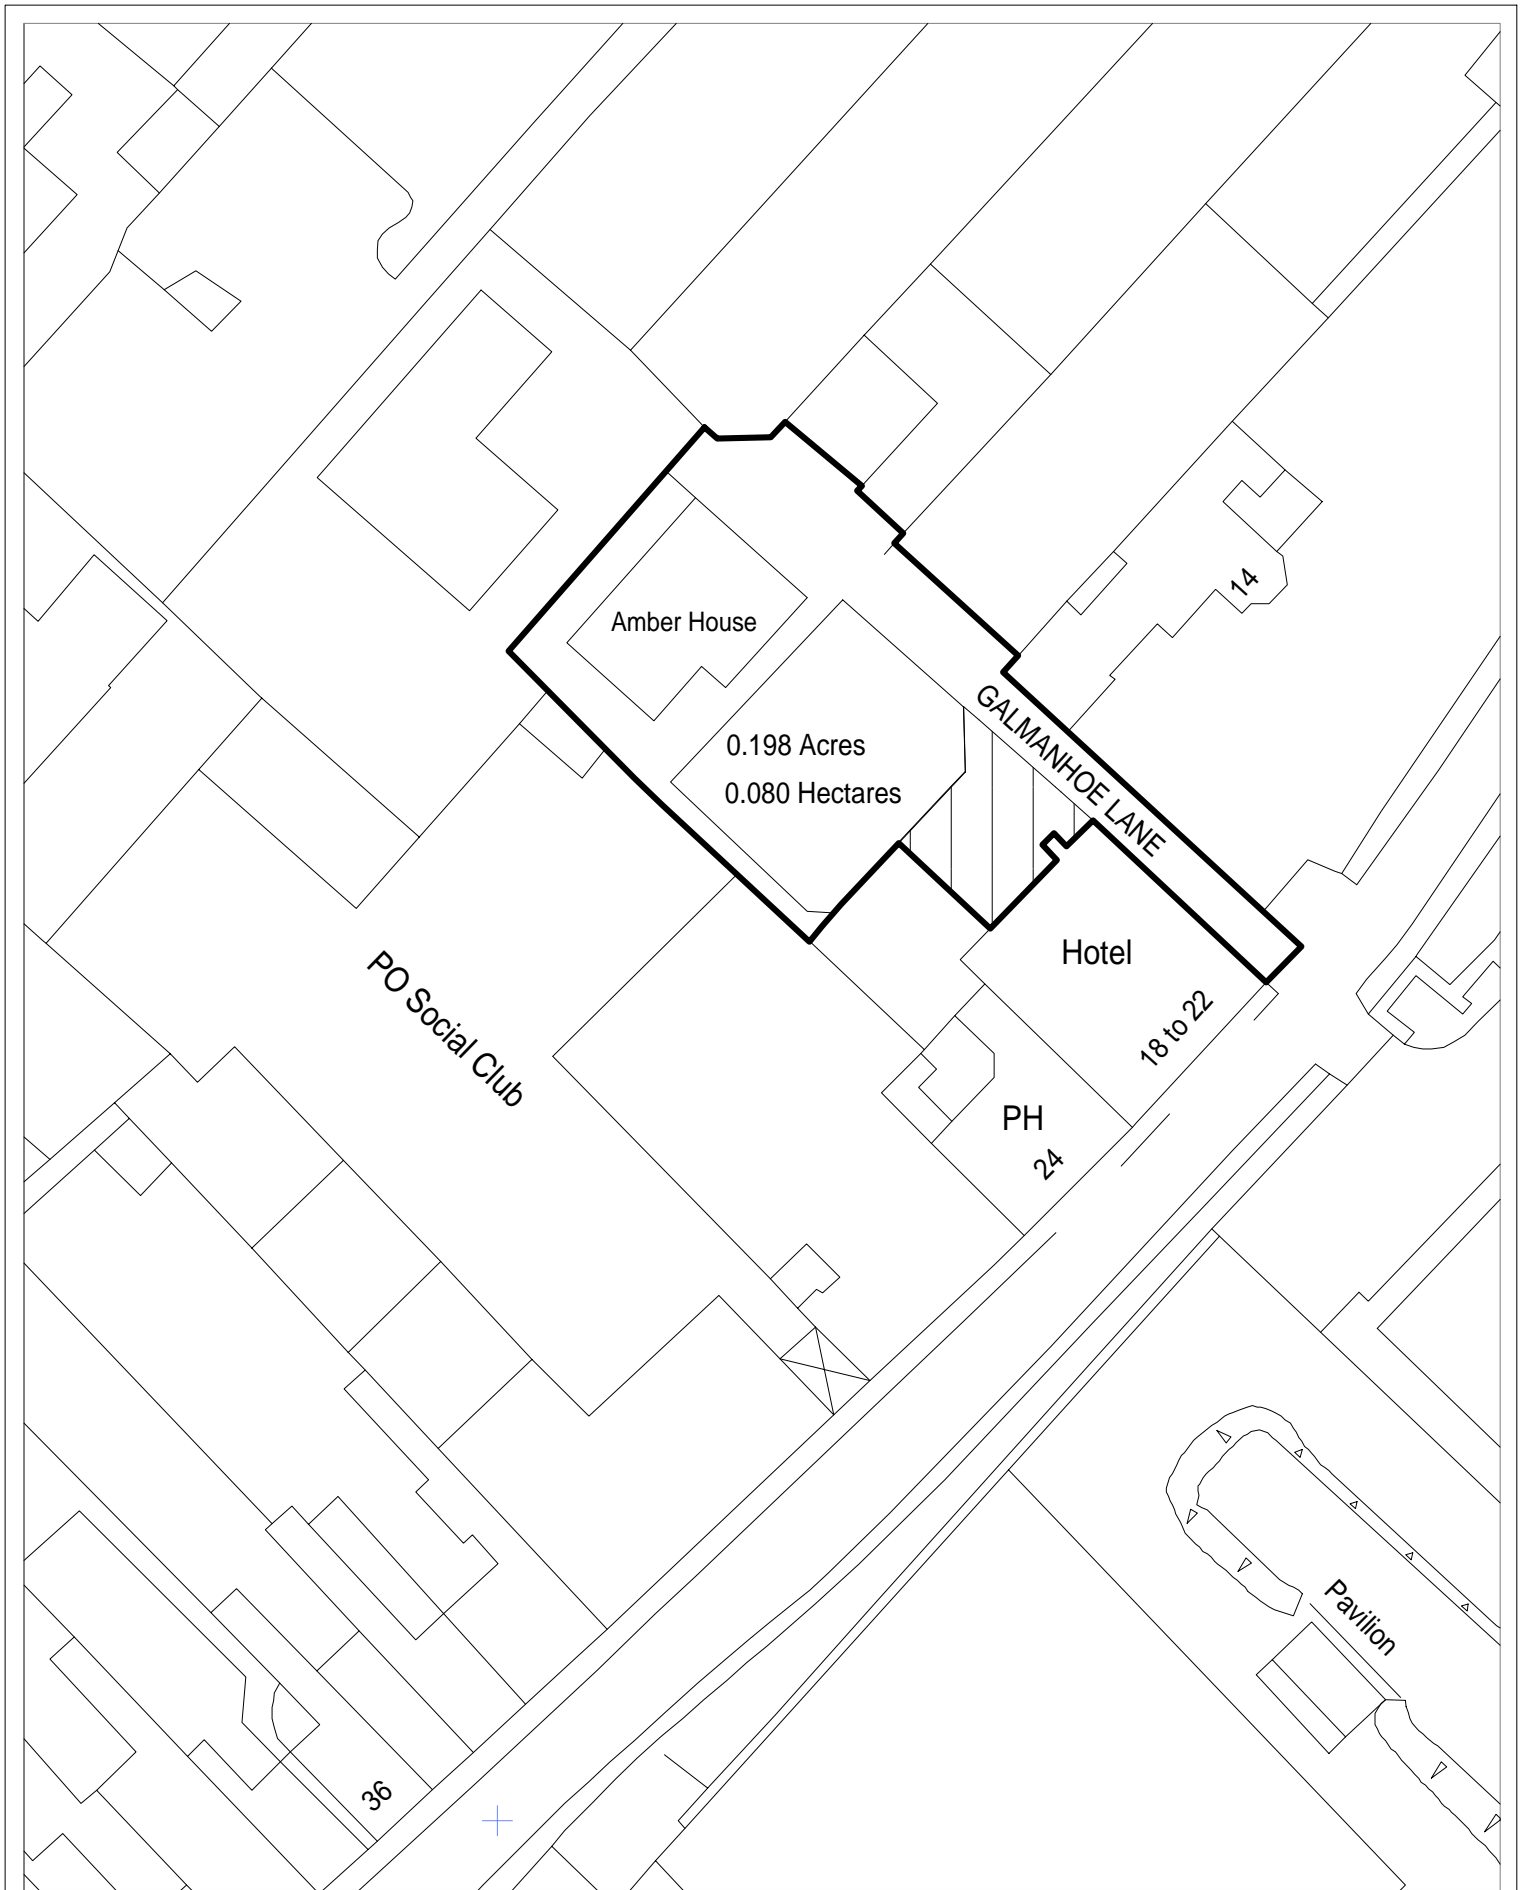 14
Amber House
GALMANHOE LANE
0.198 Acres
0.080 Hectares
Hotel
18 to 22
PO Social Club
PH
24
Pavilion
36